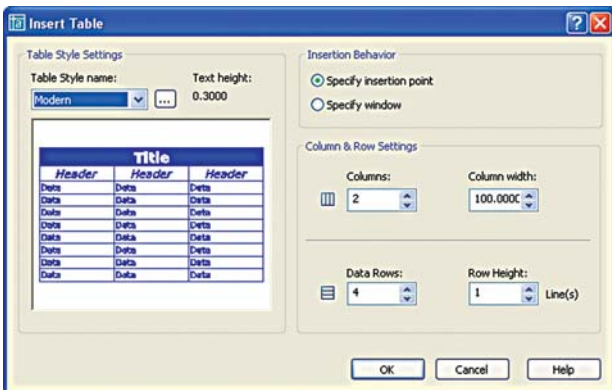 Insert Table
Table Style Settings
Table Style name:
Text height:
Modern
...
0.3000
Title
Header Header Header
Data Data Data
Data Data Data
Data Data Data
Data Data Data
Data Data Data
Data Data Data
Data Data Data
Data Data Data
Insertion Behavior
Specify insertion point
Specify window
Column & Row Settings
Columns:
Column width:
2
100.000C
Data Rows:
Row Height:
4
1
Line(s)
OK
Cancel
Help